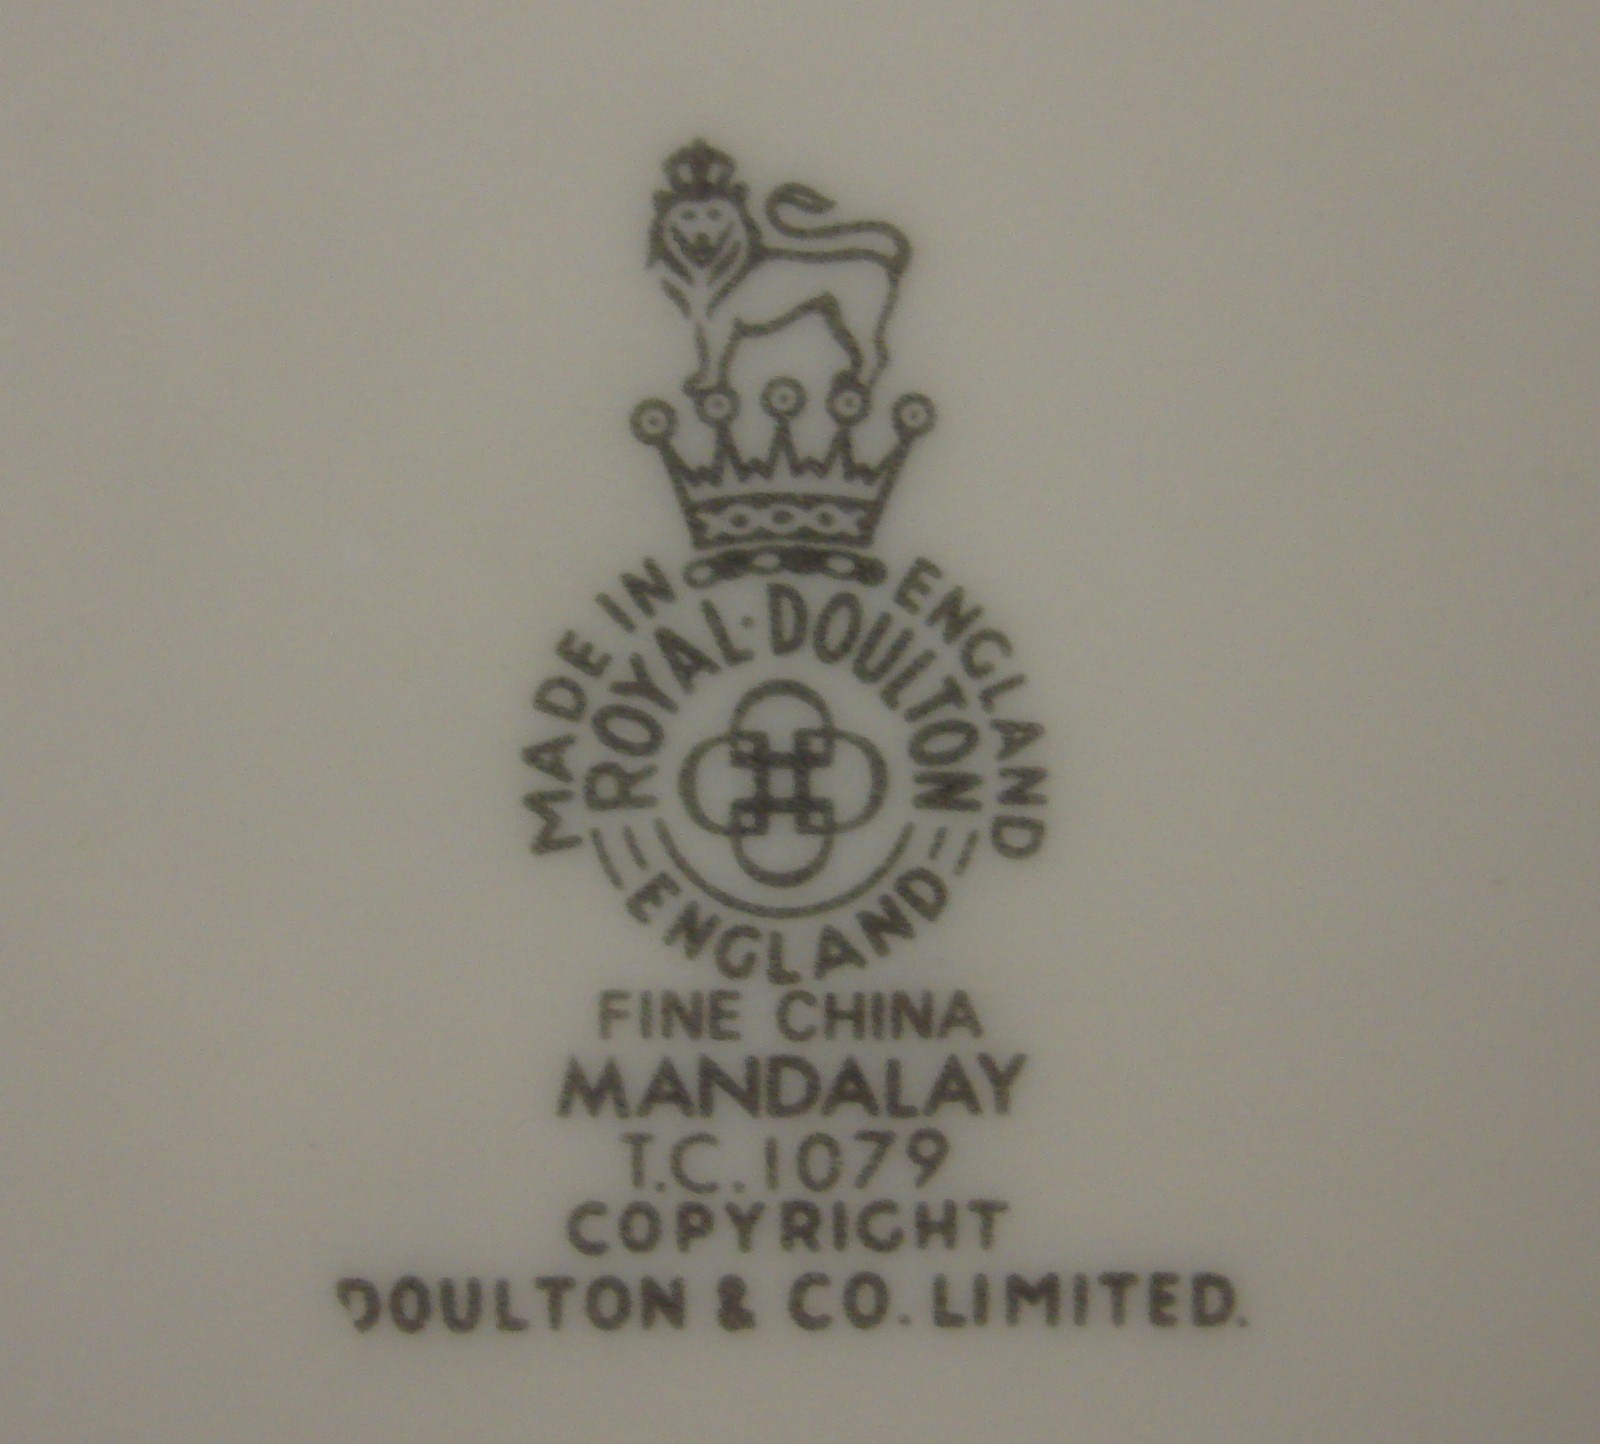 MADE IN ENGLAND
ROYAL·DOULTON
ENGLAND
FINE CHINA
MANDALAY
T.C.1079
COPYRIGHT
DOULTON & CO. LIMITED.